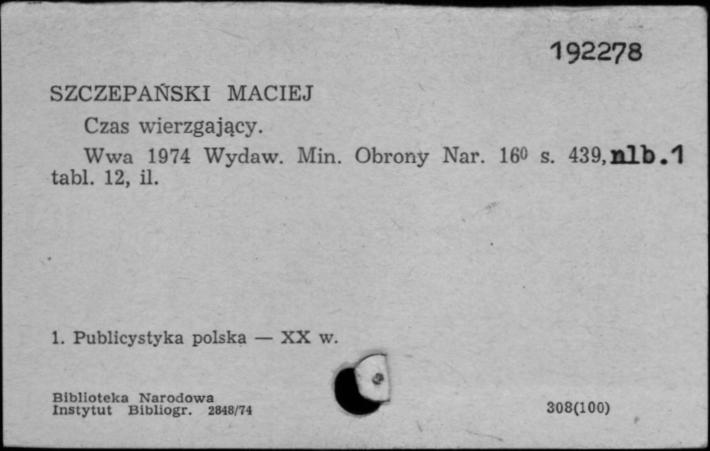 192278
SZCZEPAŃSKI MACIEJ
Czas wierzgający.
Wwa 1974 Wydaw. Min. Obrony Nar. 16⁰ s. 439, nlb.1
tabl. 12, il.
1. Publicystyka polska — XX w.
Biblioteka Narodowa
Instytut Bibliogr. 2848/74
308(100)